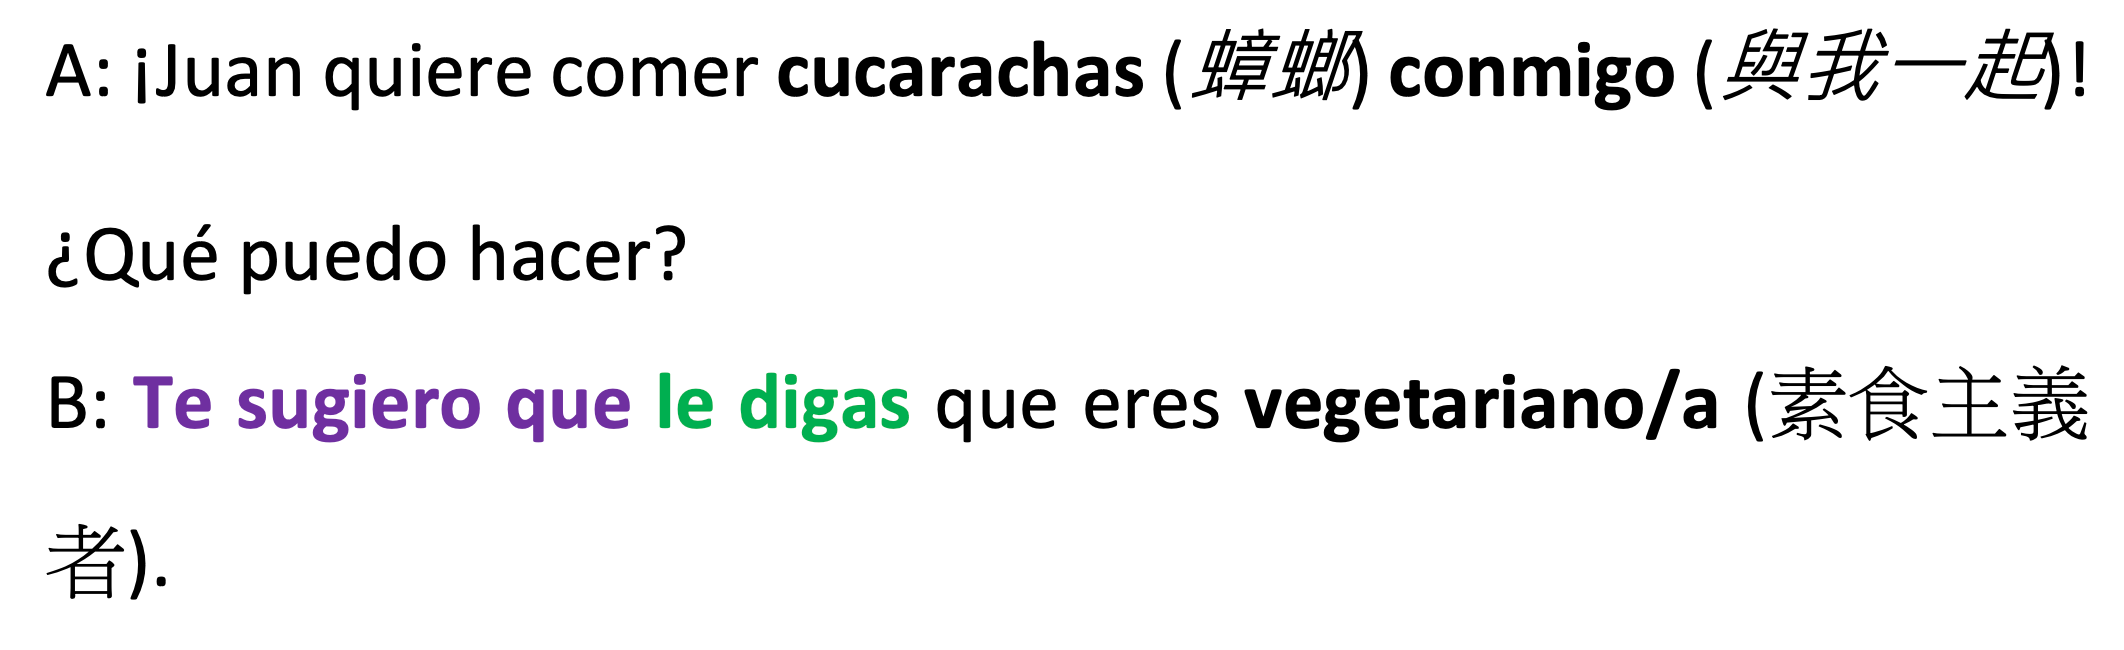 A: ¡Juan quiere comer cucarachas (蟑螂) conmigo (與我一起)!
¿Qué puedo hacer?
B: Te sugiero que le digas que eres vegetariano/a (素食主義
者).